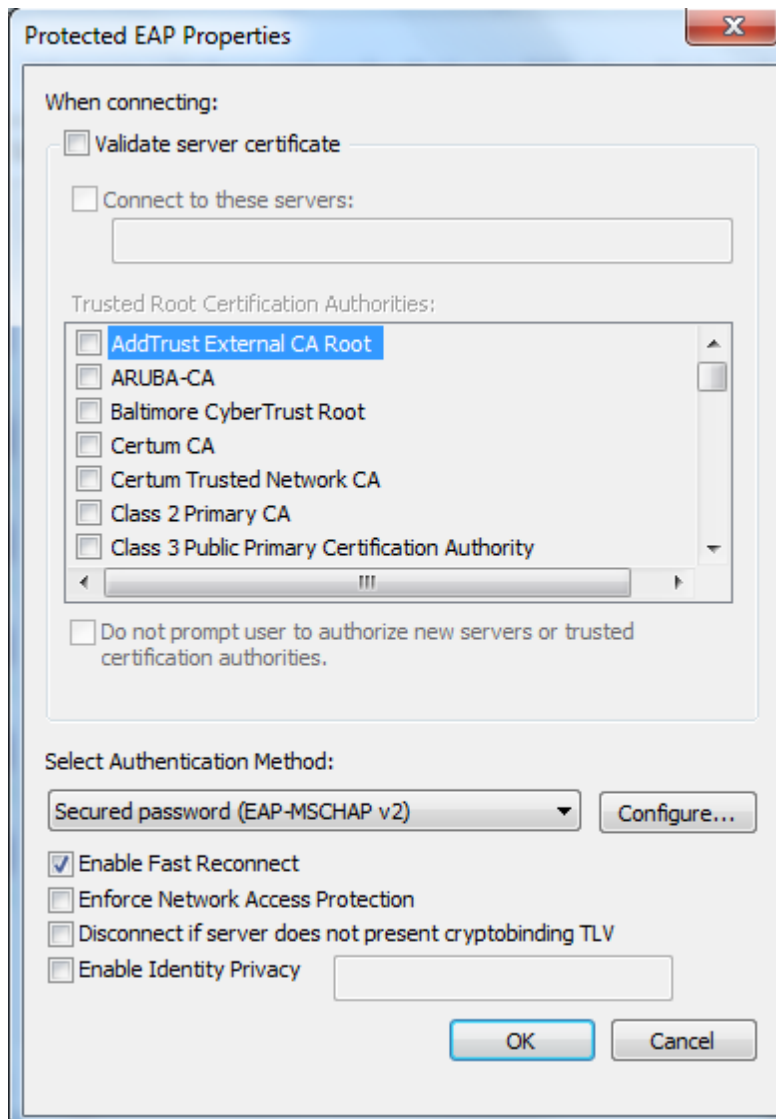 Protected EAP Properties
When connecting:
Validate server certificate
Connect to these servers:
Trusted Root Certification Authorities:
AddTrust External CA Root
ARUBA-CA
Baltimore CyberTrust Root
Certum CA
Certum Trusted Network CA
Class 2 Primary CA
Class 3 Public Primary Certification Authority
Do not prompt user to authorize new servers or trusted
certification authorities.
Select Authentication Method:
Secured password (EAP-MSCHAP v2) Configure...
Enable Fast Reconnect
Enforce Network Access Protection
Disconnect if server does not present cryptobinding TLV
Enable Identity Privacy
OK Cancel